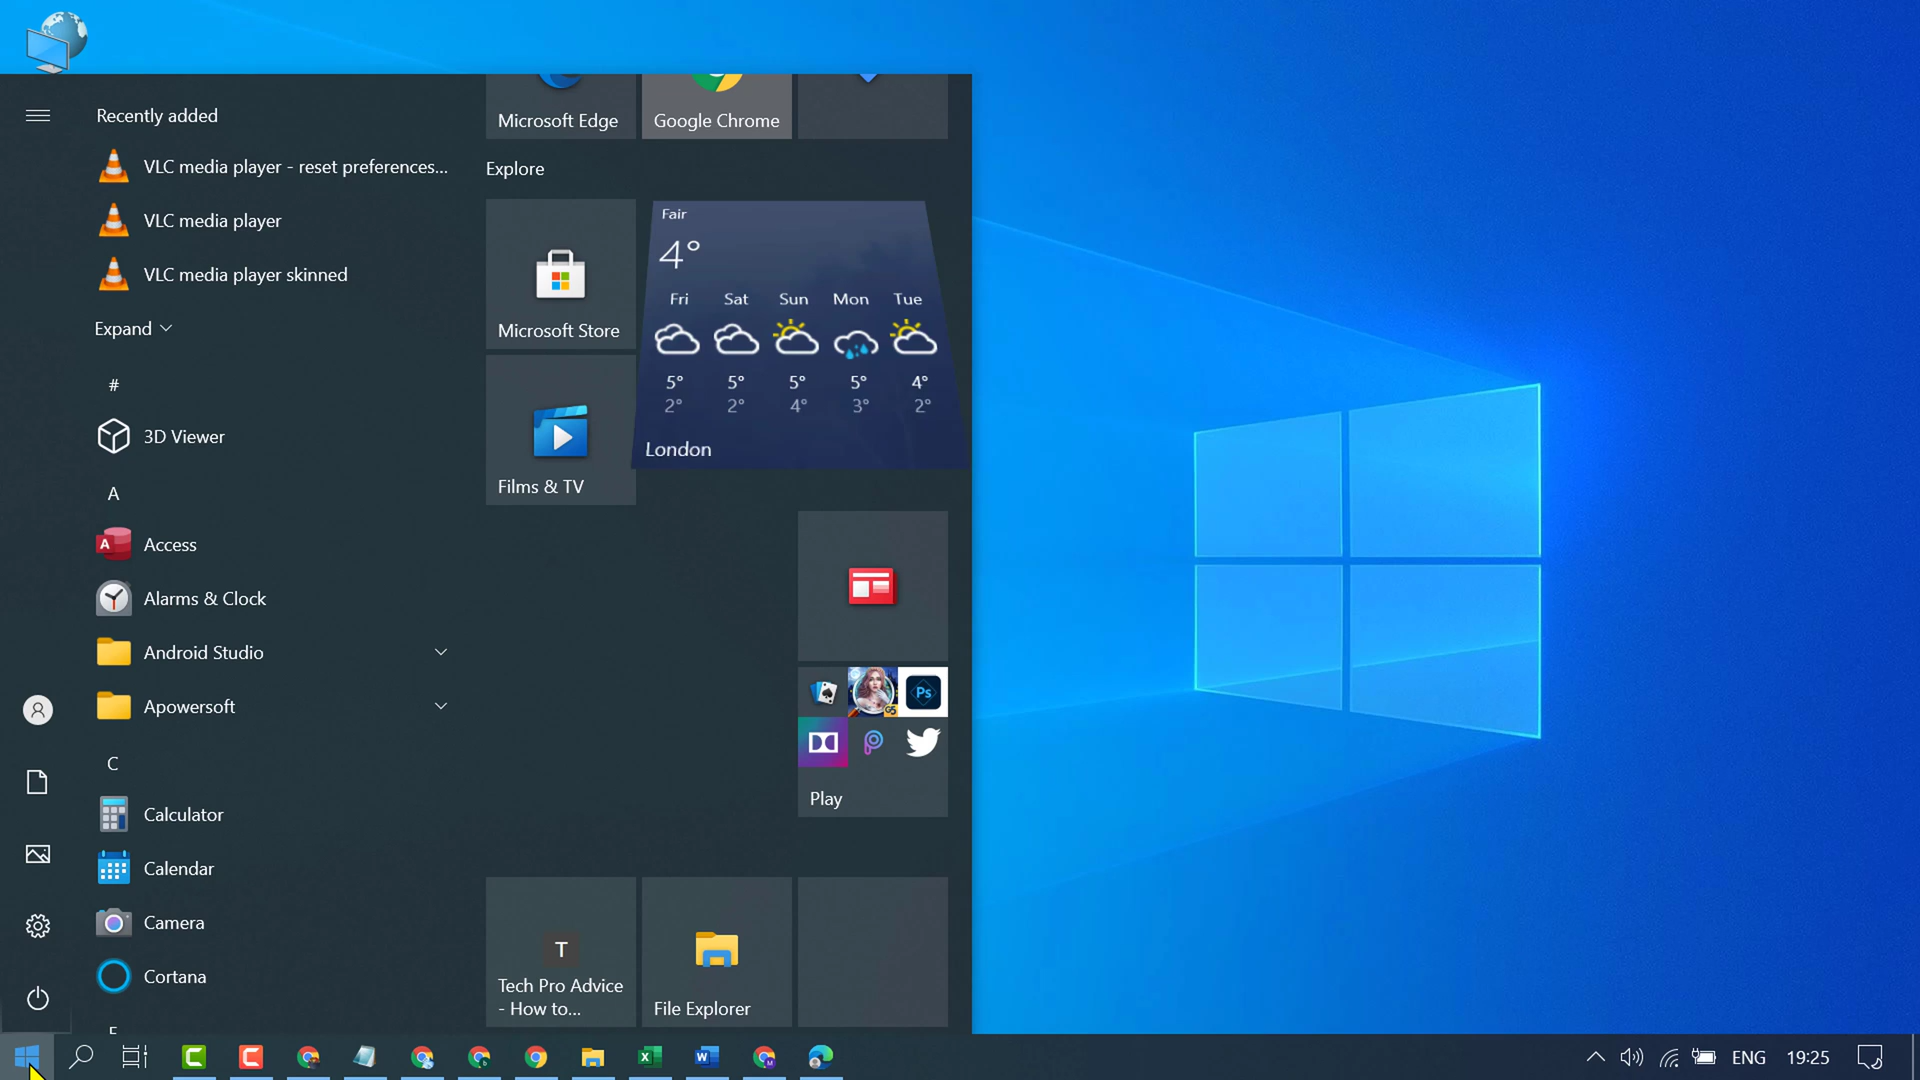 Recently added
VLC media player - reset preferences...
VLC media player
VLC media player skinned
Expand
#
3D Viewer
A
Access
Alarms & Clock
Android Studio
Apowersoft
C
Calculator
Calendar
Camera
Cortana
Microsoft Edge
Google Chrome
Explore
Microsoft Store
Fair
4°
Fri Sat Sun Mon Tue
5° 5° 5° 5° 4°
2° 2° 4° 3° 2°
London
Films & TV
Ps
Play
T
Tech Pro Advice
- How to...
File Explorer
ENG
19:25